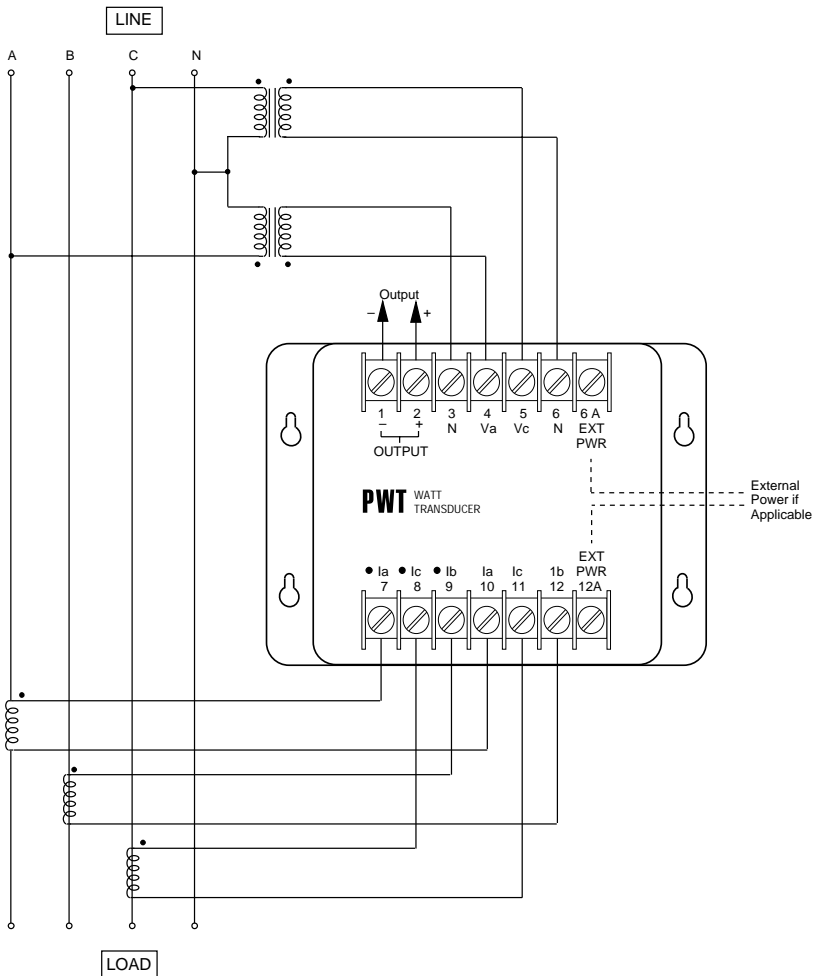 LINE
A B C N
Output
– +
1 2 3 4 5 6 6 A
– + N Va Vc N EXT
PWR
OUTPUT
PWT WATT
TRANSDUCER
External
Power if
Applicable
EXT
Ia Ic Ib Ia Ic 1b PWR
7 8 9 10 11 12 12A
LOAD